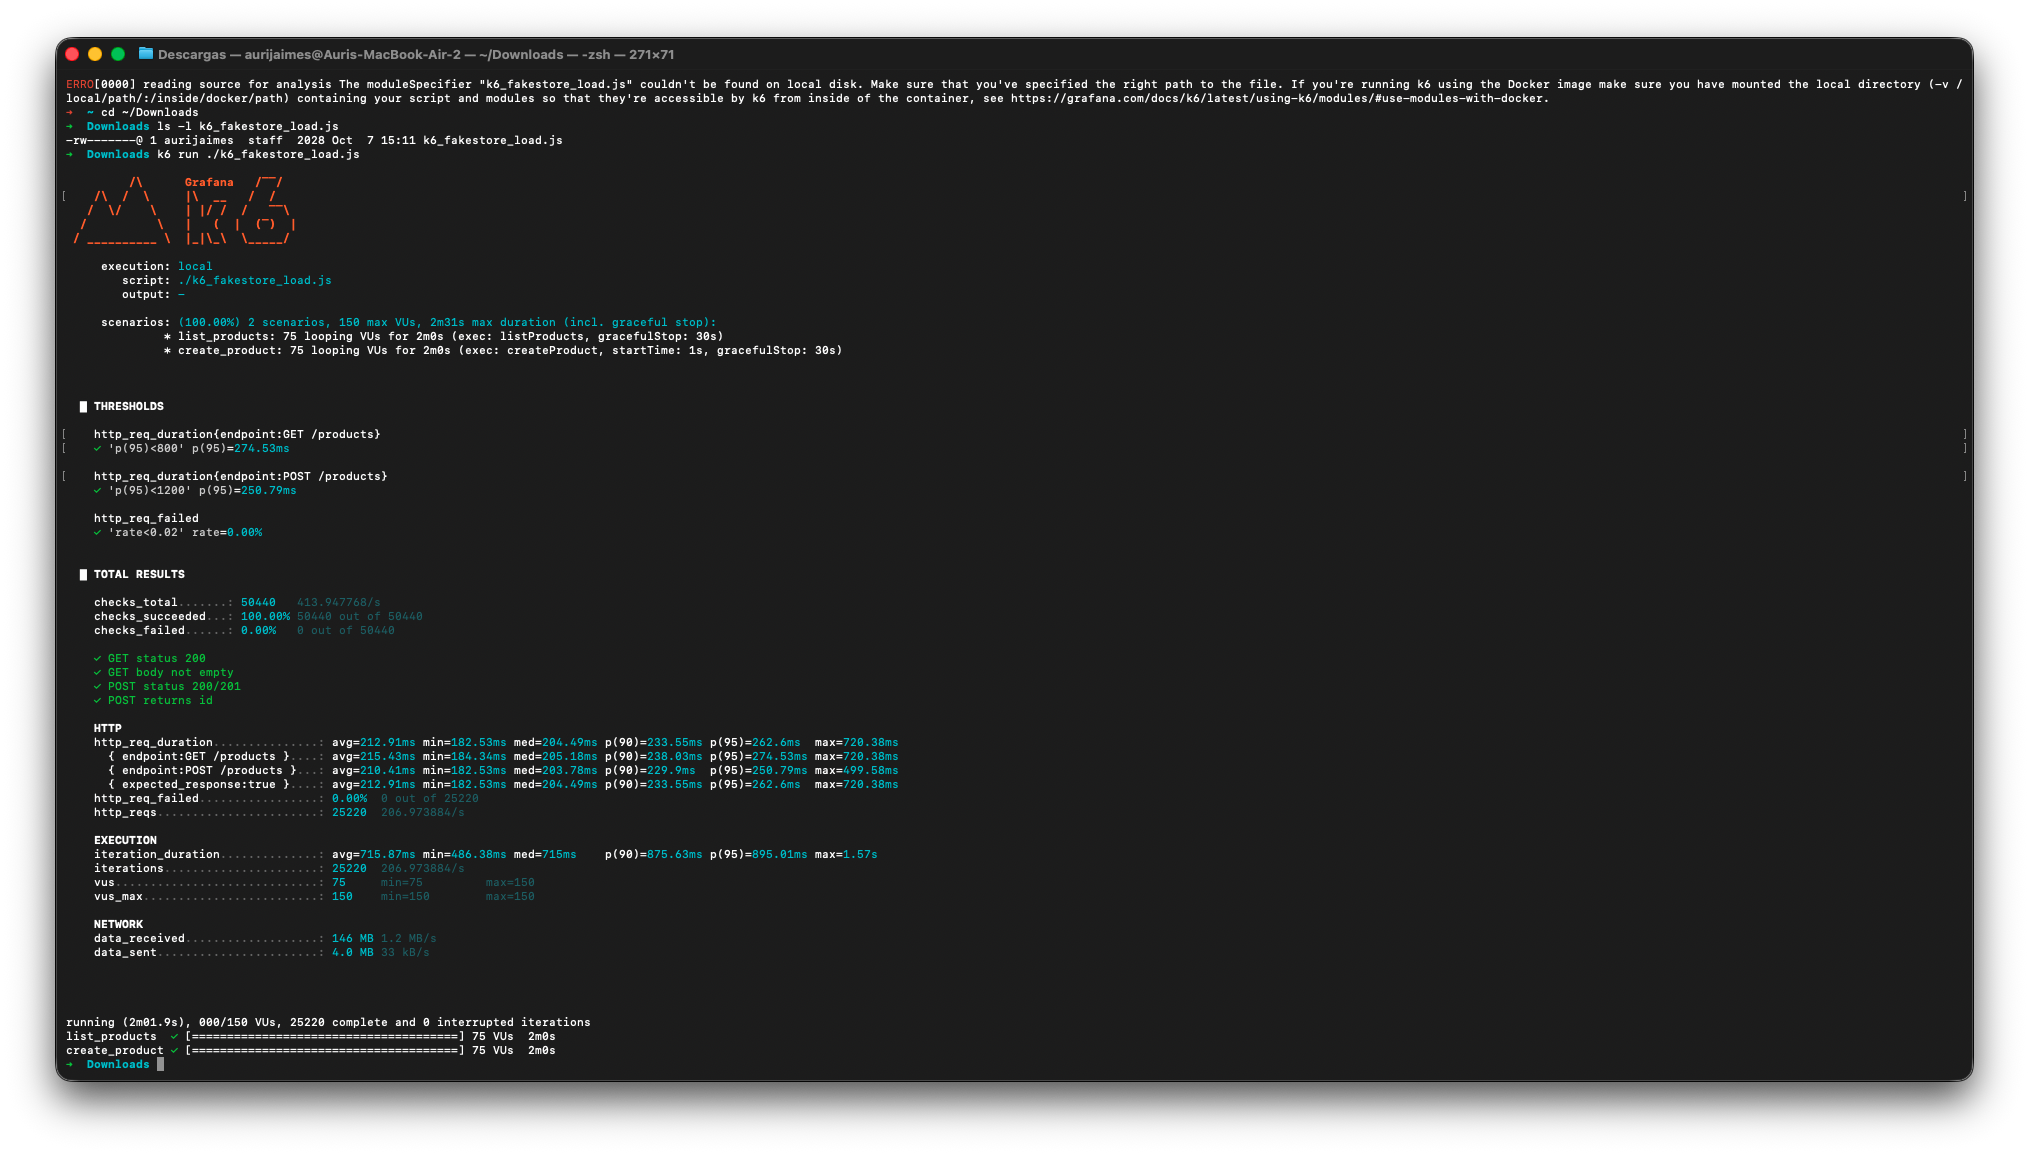 Descargas — aurijaimes@Auris-MacBook-Air-2 — ~/Downloads — -zsh — 271×71
ERRO[0000] reading source for analysis The moduleSpecifier "k6_fakestore_load.js" couldn't be found on local disk. Make sure that you've specified the right path to the file. If you're running k6 using the Docker image make sure you have mounted the local directory (-v /
local/path/:/inside/docker/path) containing your script and modules so that they're accessible by k6 from inside of the container, see https://grafana.com/docs/k6/latest/using-k6/modules/#use-modules-with-docker.
➜  ~ cd ~/Downloads
➜  Downloads ls -l k6_fakestore_load.js
-rw-------@ 1 aurijaimes  staff  2028 Oct  7 15:11 k6_fakestore_load.js
➜  Downloads k6 run ./k6_fakestore_load.js
         /\      Grafana   /‾‾/
    /\  /  \     |\  __   /  /
   /  \/    \    | |/ /  /   ‾‾\
  /          \   |   (  |  (‾)  |
 / __________ \  |_|\_\  \_____/
     execution: local
        script: ./k6_fakestore_load.js
        output: -
     scenarios: (100.00%) 2 scenarios, 150 max VUs, 2m31s max duration (incl. graceful stop):
              * list_products: 75 looping VUs for 2m0s (exec: listProducts, gracefulStop: 30s)
              * create_product: 75 looping VUs for 2m0s (exec: createProduct, startTime: 1s, gracefulStop: 30s)
  █ THRESHOLDS
    http_req_duration{endpoint:GET /products}
    ✓ 'p(95)<800' p(95)=274.53ms
    http_req_duration{endpoint:POST /products}
    ✓ 'p(95)<1200' p(95)=250.79ms
    http_req_failed
    ✓ 'rate<0.02' rate=0.00%
  █ TOTAL RESULTS
    checks_total.......: 50440   413.947768/s
    checks_succeeded...: 100.00% 50440 out of 50440
    checks_failed......: 0.00%   0 out of 50440
    ✓ GET status 200
    ✓ GET body not empty
    ✓ POST status 200/201
    ✓ POST returns id
    HTTP
    http_req_duration...............: avg=212.91ms min=182.53ms med=204.49ms p(90)=233.55ms p(95)=262.6ms  max=720.38ms
      { endpoint:GET /products }....: avg=215.43ms min=184.34ms med=205.18ms p(90)=238.03ms p(95)=274.53ms max=720.38ms
      { endpoint:POST /products }...: avg=210.41ms min=182.53ms med=203.78ms p(90)=229.9ms  p(95)=250.79ms max=499.58ms
      { expected_response:true }....: avg=212.91ms min=182.53ms med=204.49ms p(90)=233.55ms p(95)=262.6ms  max=720.38ms
    http_req_failed.................: 0.00%  0 out of 25220
    http_reqs.......................: 25220  206.973884/s
    EXECUTION
    iteration_duration..............: avg=715.87ms min=486.38ms med=715ms    p(90)=875.63ms p(95)=895.01ms max=1.57s
    iterations......................: 25220  206.973884/s
    vus.............................: 75     min=75         max=150
    vus_max.........................: 150    min=150        max=150
    NETWORK
    data_received...................: 146 MB 1.2 MB/s
    data_sent.......................: 4.0 MB 33 kB/s
running (2m01.9s), 000/150 VUs, 25220 complete and 0 interrupted iterations
list_products  ✓ [======================================] 75 VUs  2m0s
create_product ✓ [======================================] 75 VUs  2m0s
➜  Downloads